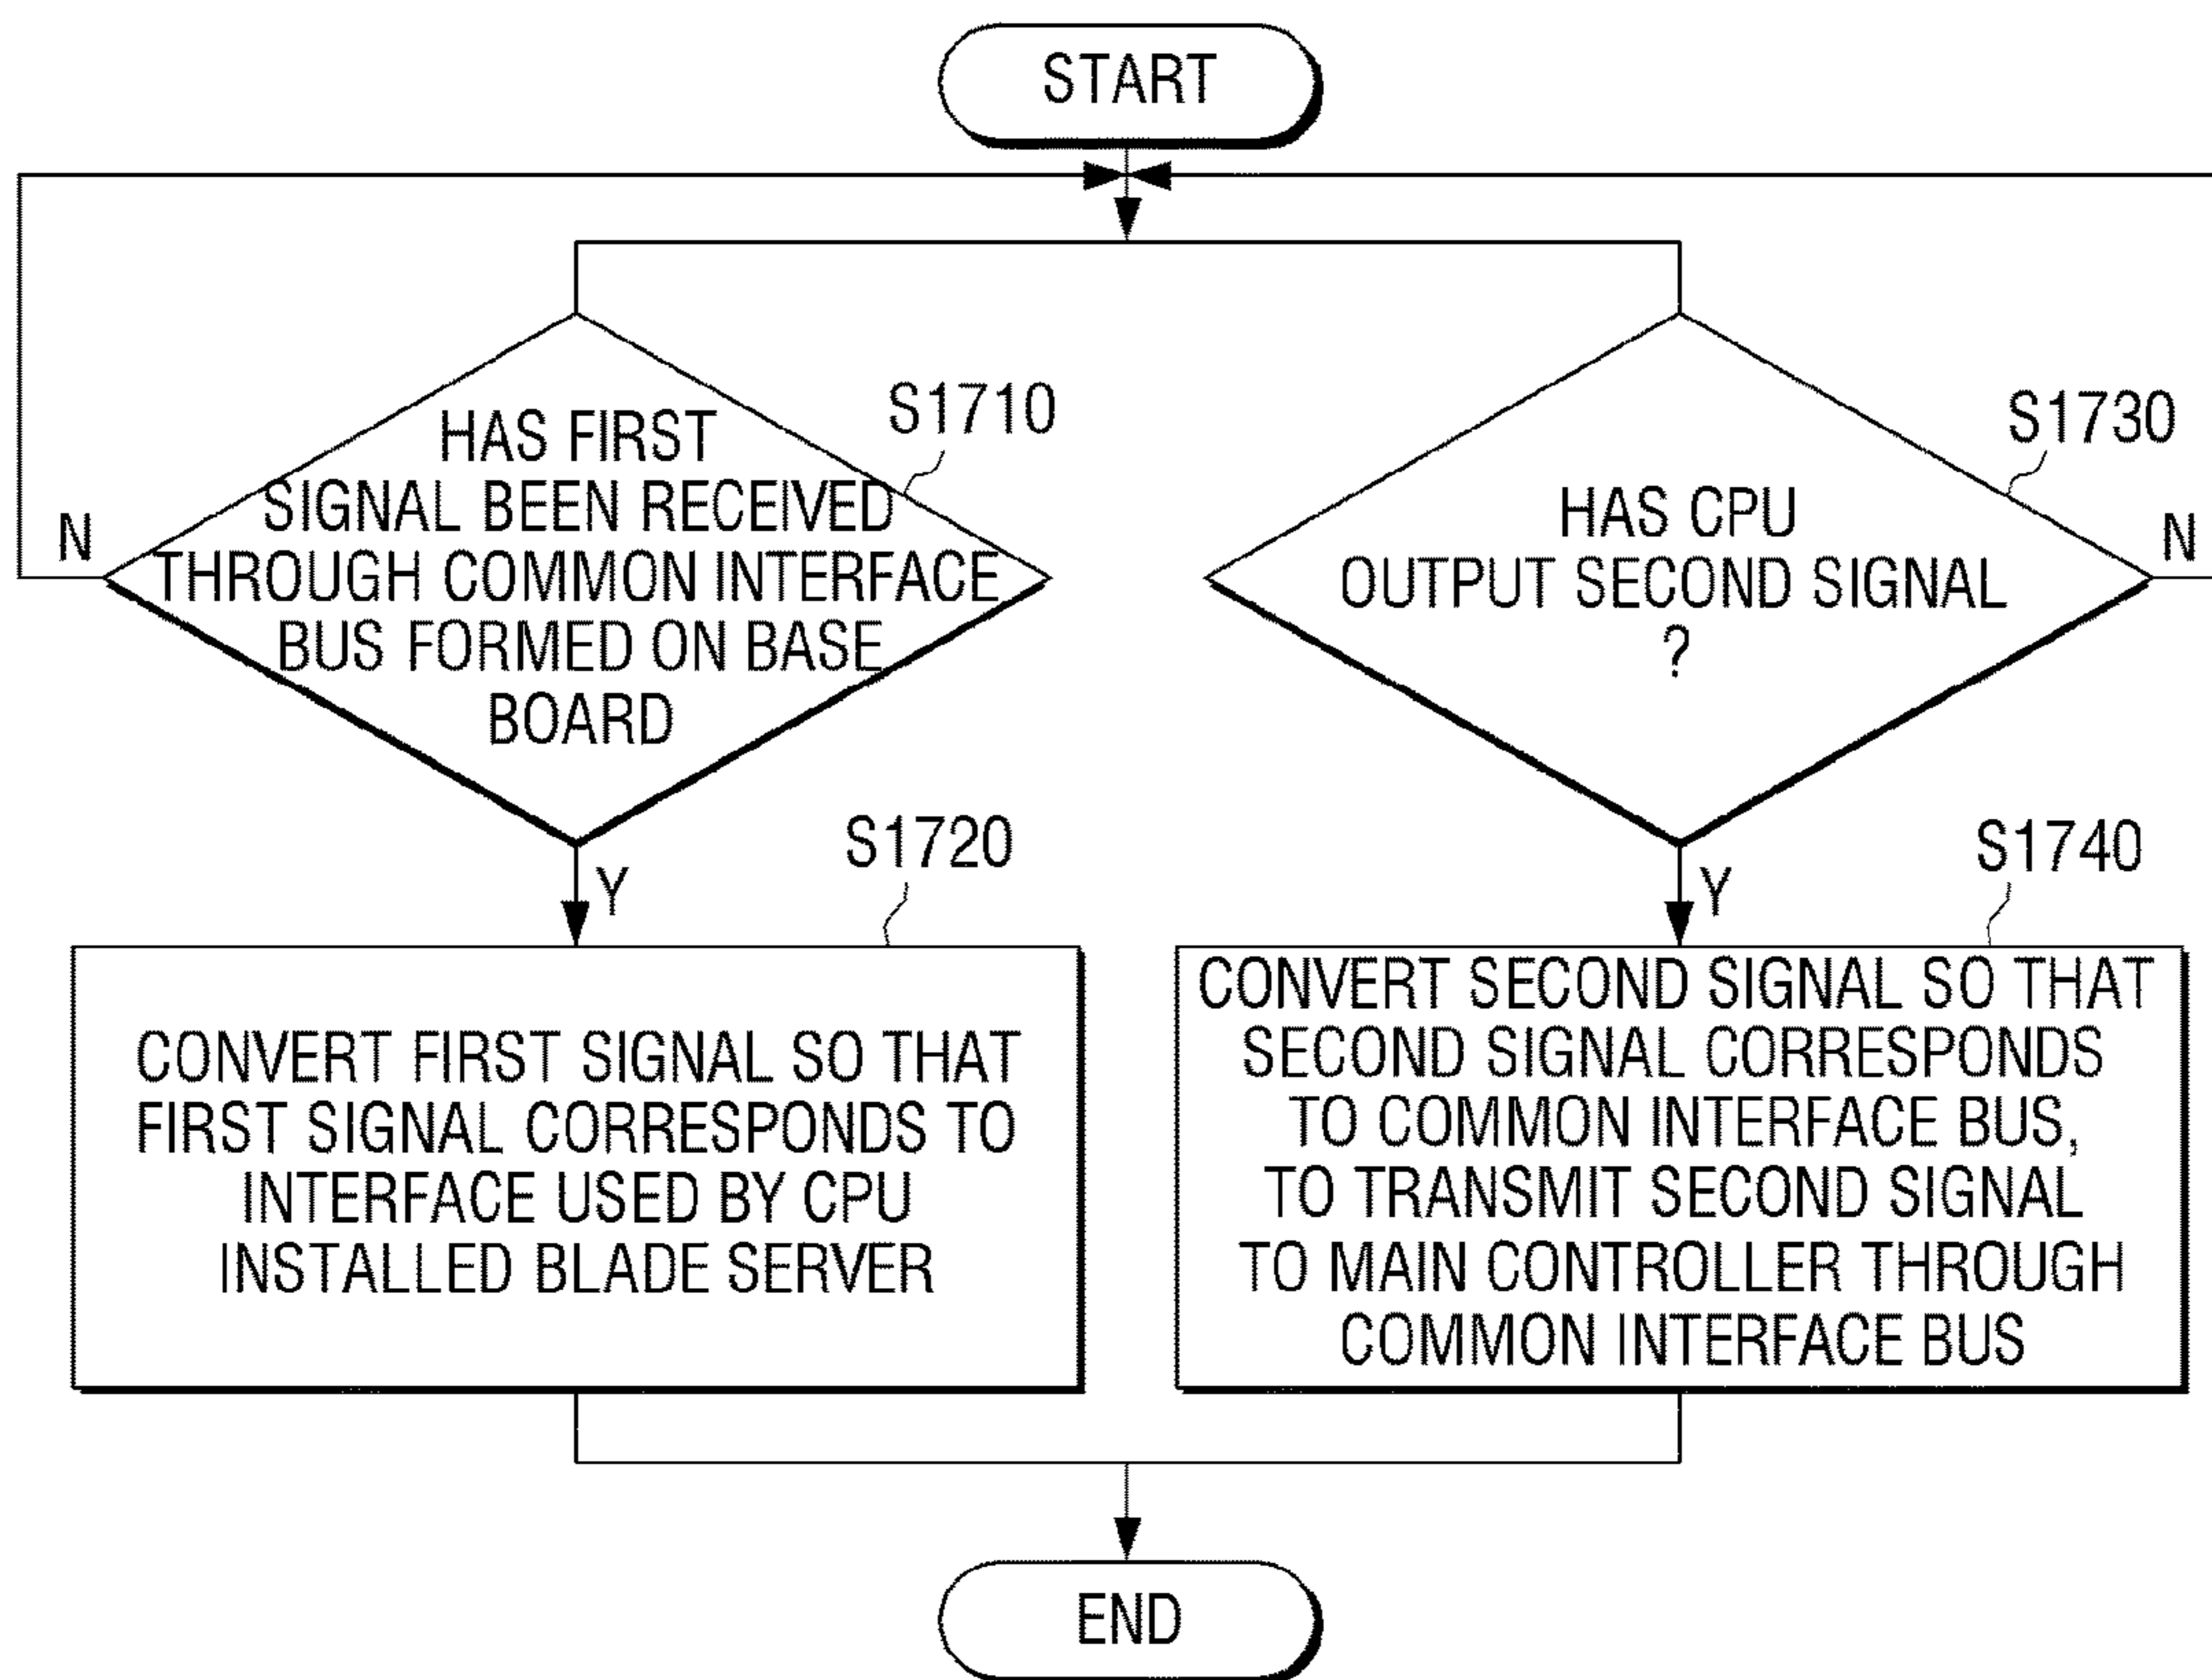 START
HAS FIRST
SIGNAL BEEN RECEIVED
THROUGH COMMON INTERFACE
BUS FORMED ON BASE
BOARD
S1710
N
Y
HAS CPU
OUTPUT SECOND SIGNAL
?
S1730
N
Y
S1720
CONVERT FIRST SIGNAL SO THAT
FIRST SIGNAL CORRESPONDS TO
INTERFACE USED BY CPU
INSTALLED BLADE SERVER
S1740
CONVERT SECOND SIGNAL SO THAT
SECOND SIGNAL CORRESPONDS
TO COMMON INTERFACE BUS,
TO TRANSMIT SECOND SIGNAL
TO MAIN CONTROLLER THROUGH
COMMON INTERFACE BUS
END